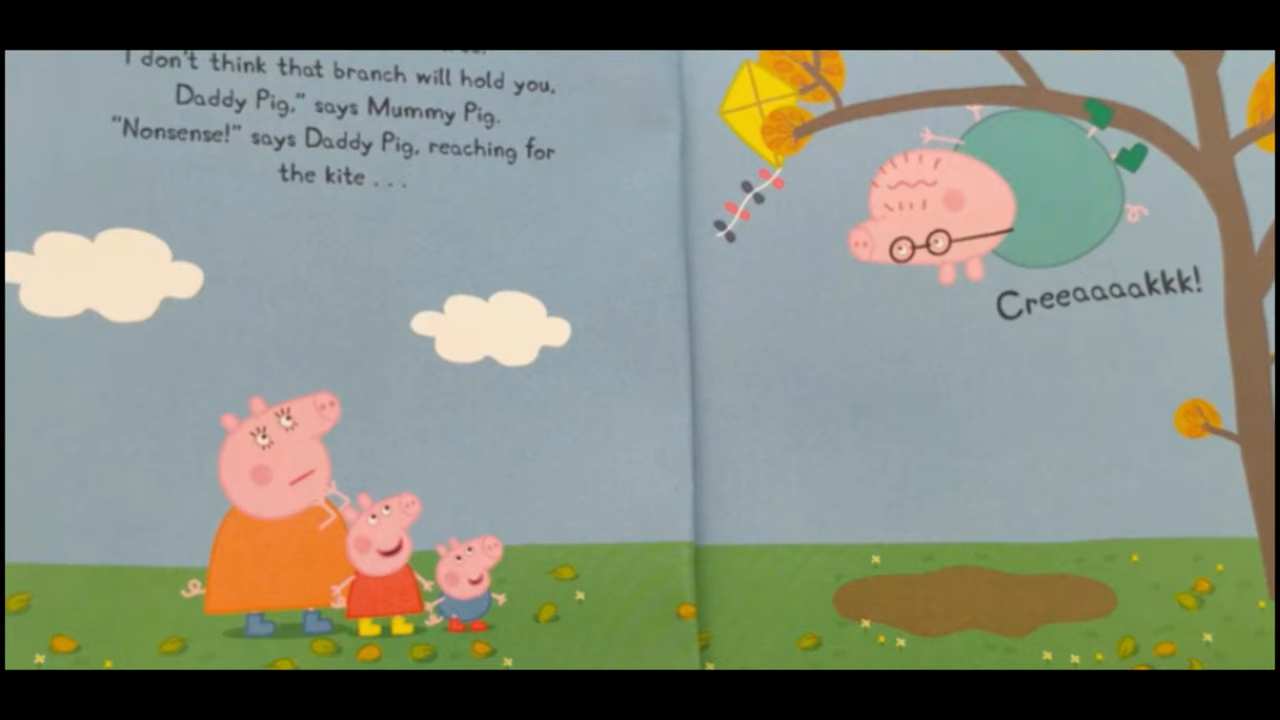 I don't think that branch will hold you,
Daddy Pig," says Mummy Pig.
"Nonsense!" says Daddy Pig, reaching for
the kite . . .
Creeaaaakkk!